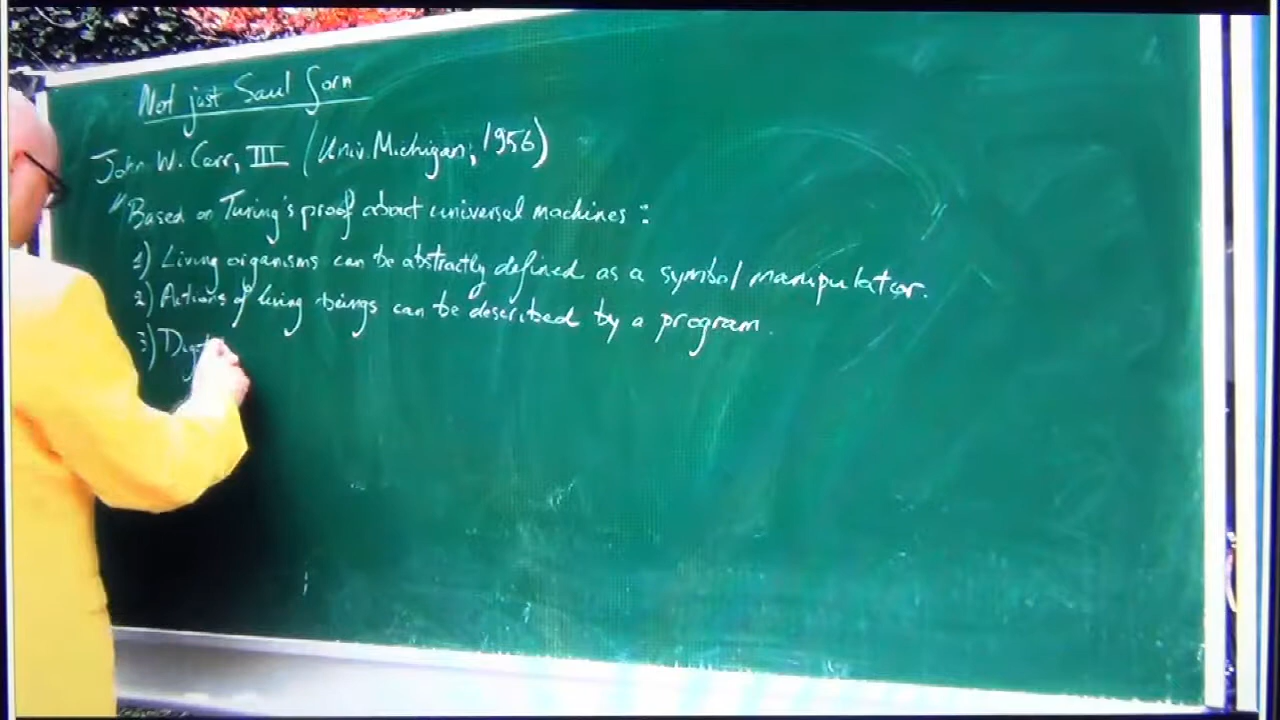 Not just Saul Gorn
John W. Carr, III (Univ. Michigan, 1956)
"Based on Turing's proof about universal machines :
1) Living organisms can be abstractly defined as a symbol manipulator.
2) Actions of living beings can be described by a program.
3) Digit